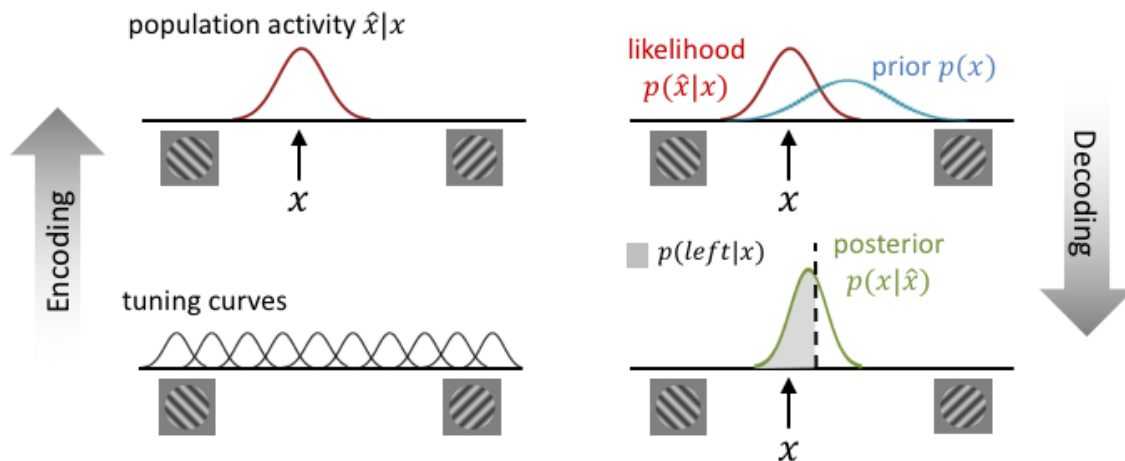 population activity x̂|x
x
Encoding
tuning curves
likelihood
p(x̂|x)
prior p(x)
x
Decoding
p(left|x)
posterior
p(x|x̂)
x